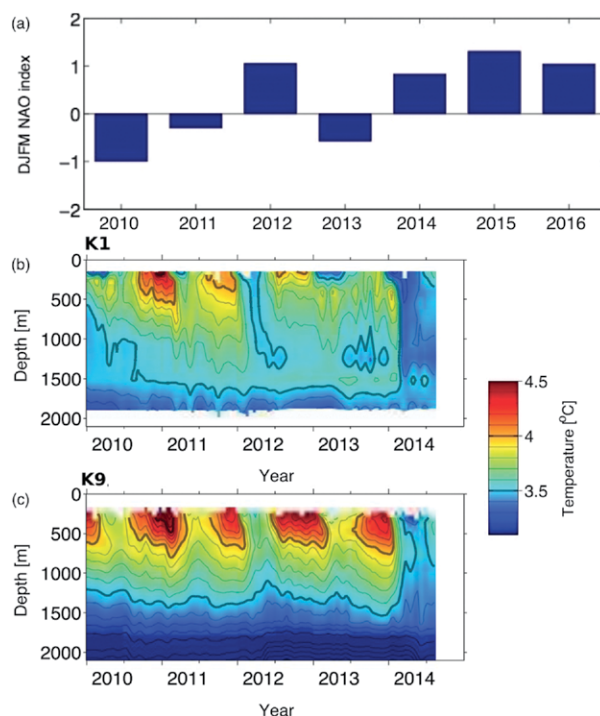 (a)
DJFM NAO index
2
1
0
−1
−2
2010 2011 2012 2013 2014 2015 2016
K1
(b)
Depth [m]
0
500
1000
1500
2000
2010 2011 2012 2013 2014
Year
K9.
(c)
Depth [m]
0
500
1000
1500
2000
2010 2011 2012 2013 2014
Year
4.5
4
3.5
Temperature [°C]